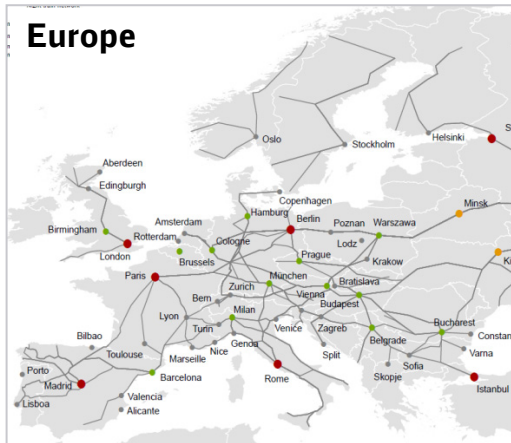 Europe
Oslo
Stockholm
Helsinki
S
Aberdeen
Edingburgh
Copenhagen
Hamburg
Minsk
Birmingham
Amsterdam
Berlin
Poznan
Warszawa
Rotterdam
Cologne
Lodz
London
Brussels
Prague
Krakow
Ki
Paris
München
Bratislava
Zurich
Vienna
Bern
Budapest
Lyon
Milan
Bucharest
Turin
Venice
Zagreb
Constan
Bilbao
Genoa
Belgrade
Toulouse
Nice
Varna
Marseille
Split
Sofia
Porto
Rome
Skopje
Madrid
Barcelona
Istanbul
Lisboa
Valencia
Alicante